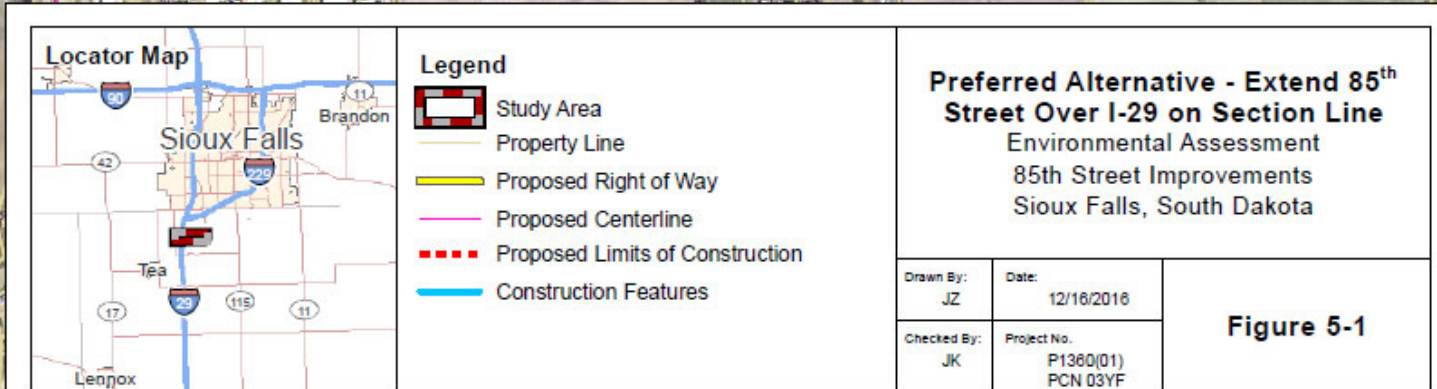 Locator Map
90
11
Brandon
Sioux Falls
42
229
Tea
17
29
115
11
Lennox
Legend
Study Area
Property Line
Proposed Right of Way
Proposed Centerline
Proposed Limits of Construction
Construction Features
Preferred Alternative - Extend 85th
Street Over I-29 on Section Line
Environmental Assessment
85th Street Improvements
Sioux Falls, South Dakota
Drawn By:
JZ
Date:
12/16/2016
Checked By:
JK
Project No.
P1360(01)
PCN 03YF
Figure 5-1